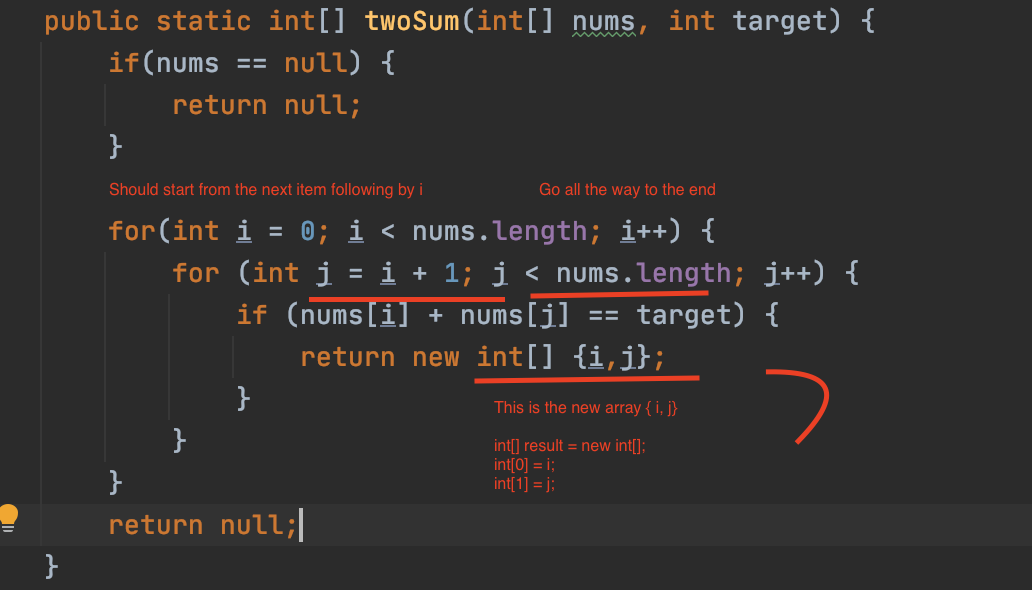 public static int[] twoSum(int[] nums, int target) {
if(nums == null) {
return null;
}
Should start from the next item following by i
Go all the way to the end
for(int i = 0; i < nums.length; i++) {
for (int j = i + 1; j < nums.length; j++) {
if (nums[i] + nums[j] == target) {
return new int[] {i,j};
}
This is the new array { i, j}
}
int[] result = new int[];
int[0] = i;
int[1] = j;
}
return null;
}